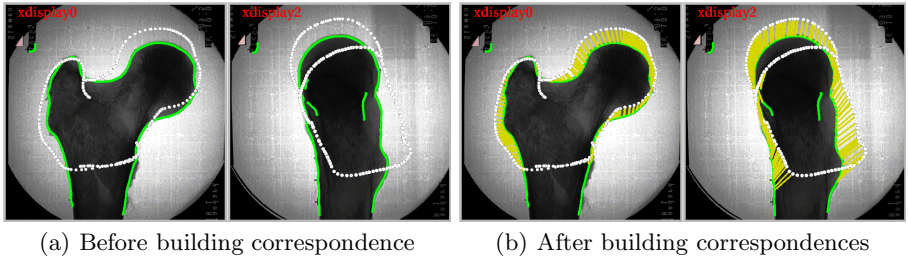 xdisplay0
xdisplay2
xdisplay0
xdisplay2
(a) Before building correspondence
(b) After building correspondences